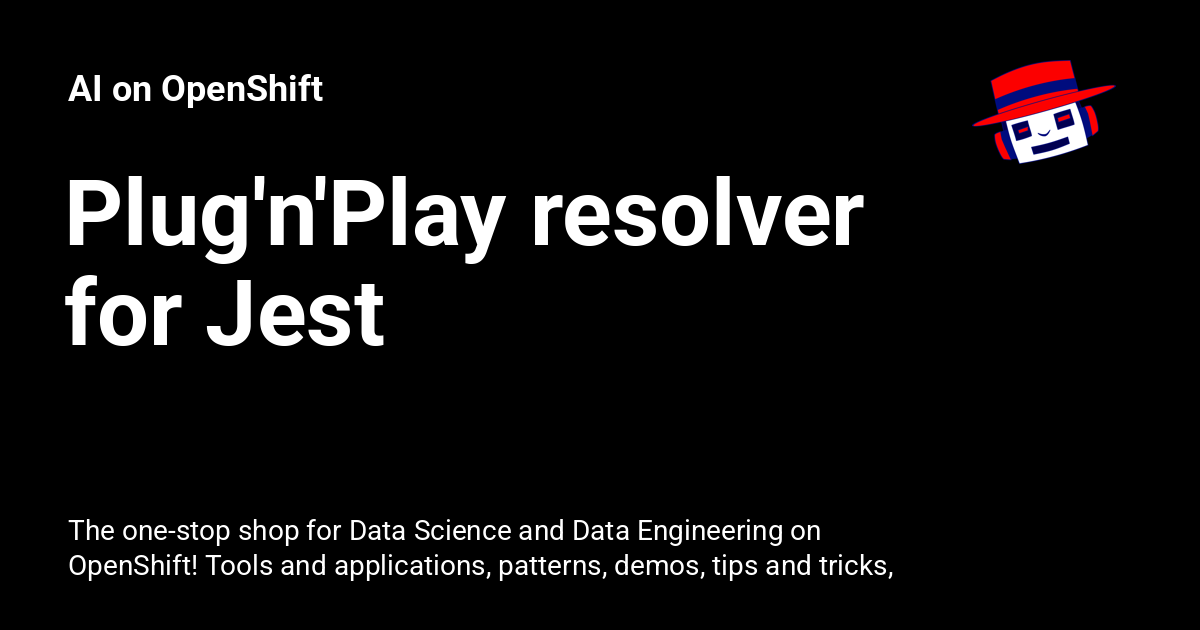 AI on OpenShift
Plug'n'Play resolver
for Jest
The one-stop shop for Data Science and Data Engineering on
OpenShift! Tools and applications, patterns, demos, tips and tricks,